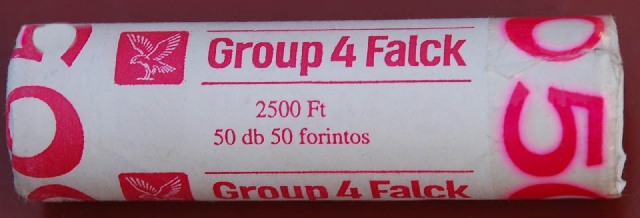 Group 4 Falck
2500 Ft
50 db 50 forintos
Group 4 Falck
50